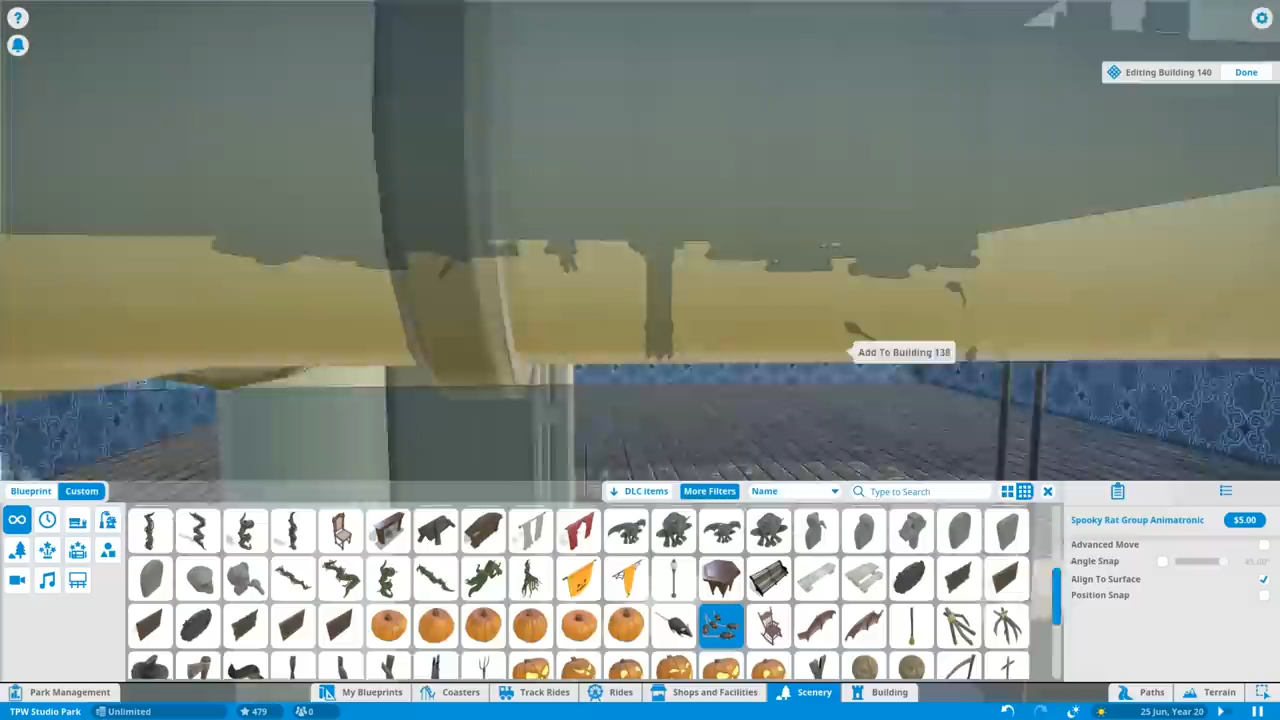 ?
Editing Building 140 Done
Add To Building 138
Blueprint Custom DLC items More Filters Name Type to Search
Spooky Rat Group Animatronic $5.00
Advanced Move
Angle Snap 45.00°
Align To Surface
Position Snap
Park Management My Blueprints Coasters Track Rides Rides Shops and Facilities Scenery Building Paths Terrain
TPW Studio Park Unlimited 479 0 25 Jun, Year 20